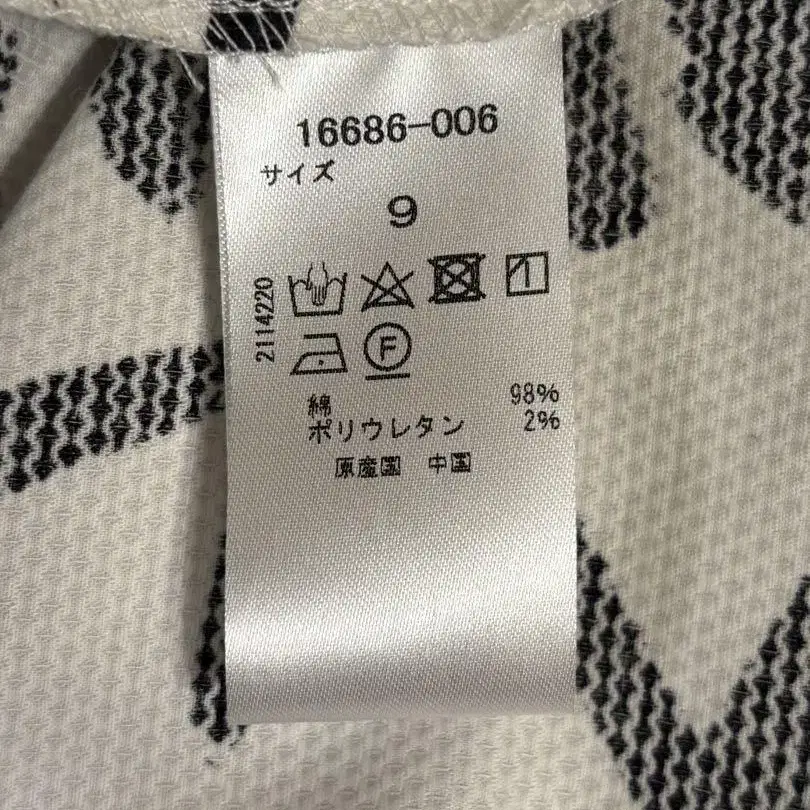 16686-006
サイズ
9
2114220
F
綿 98%
ポリウレタン 2%
原産国 中国